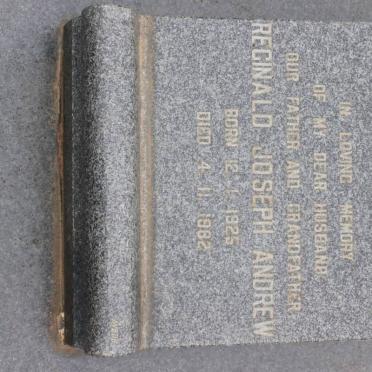 IN LOVING MEMORY
OF MY DEAR HUSBAND
OUR FATHER AND GRANDFATHER
REGINALD JOSEPH ANDREW
BORN 12. 1. 1925
DIED 4. 11. 1982